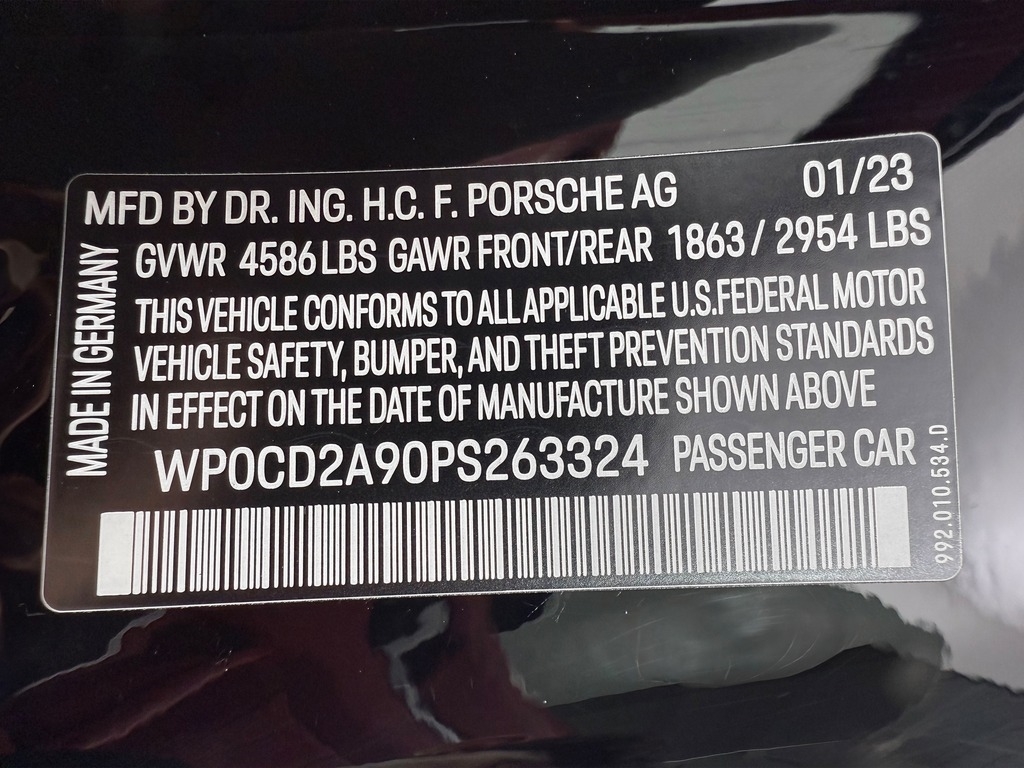 MFD BY DR. ING. H.C. F. PORSCHE AG 01/23
GVWR 4586 LBS GAWR FRONT/REAR 1863 / 2954 LBS
THIS VEHICLE CONFORMS TO ALL APPLICABLE U.S.FEDERAL MOTOR
VEHICLE SAFETY, BUMPER, AND THEFT PREVENTION STANDARDS
IN EFFECT ON THE DATE OF MANUFACTURE SHOWN ABOVE
WP0CD2A90PS263324 PASSENGER CAR
MADE IN GERMANY
992.010.534.D